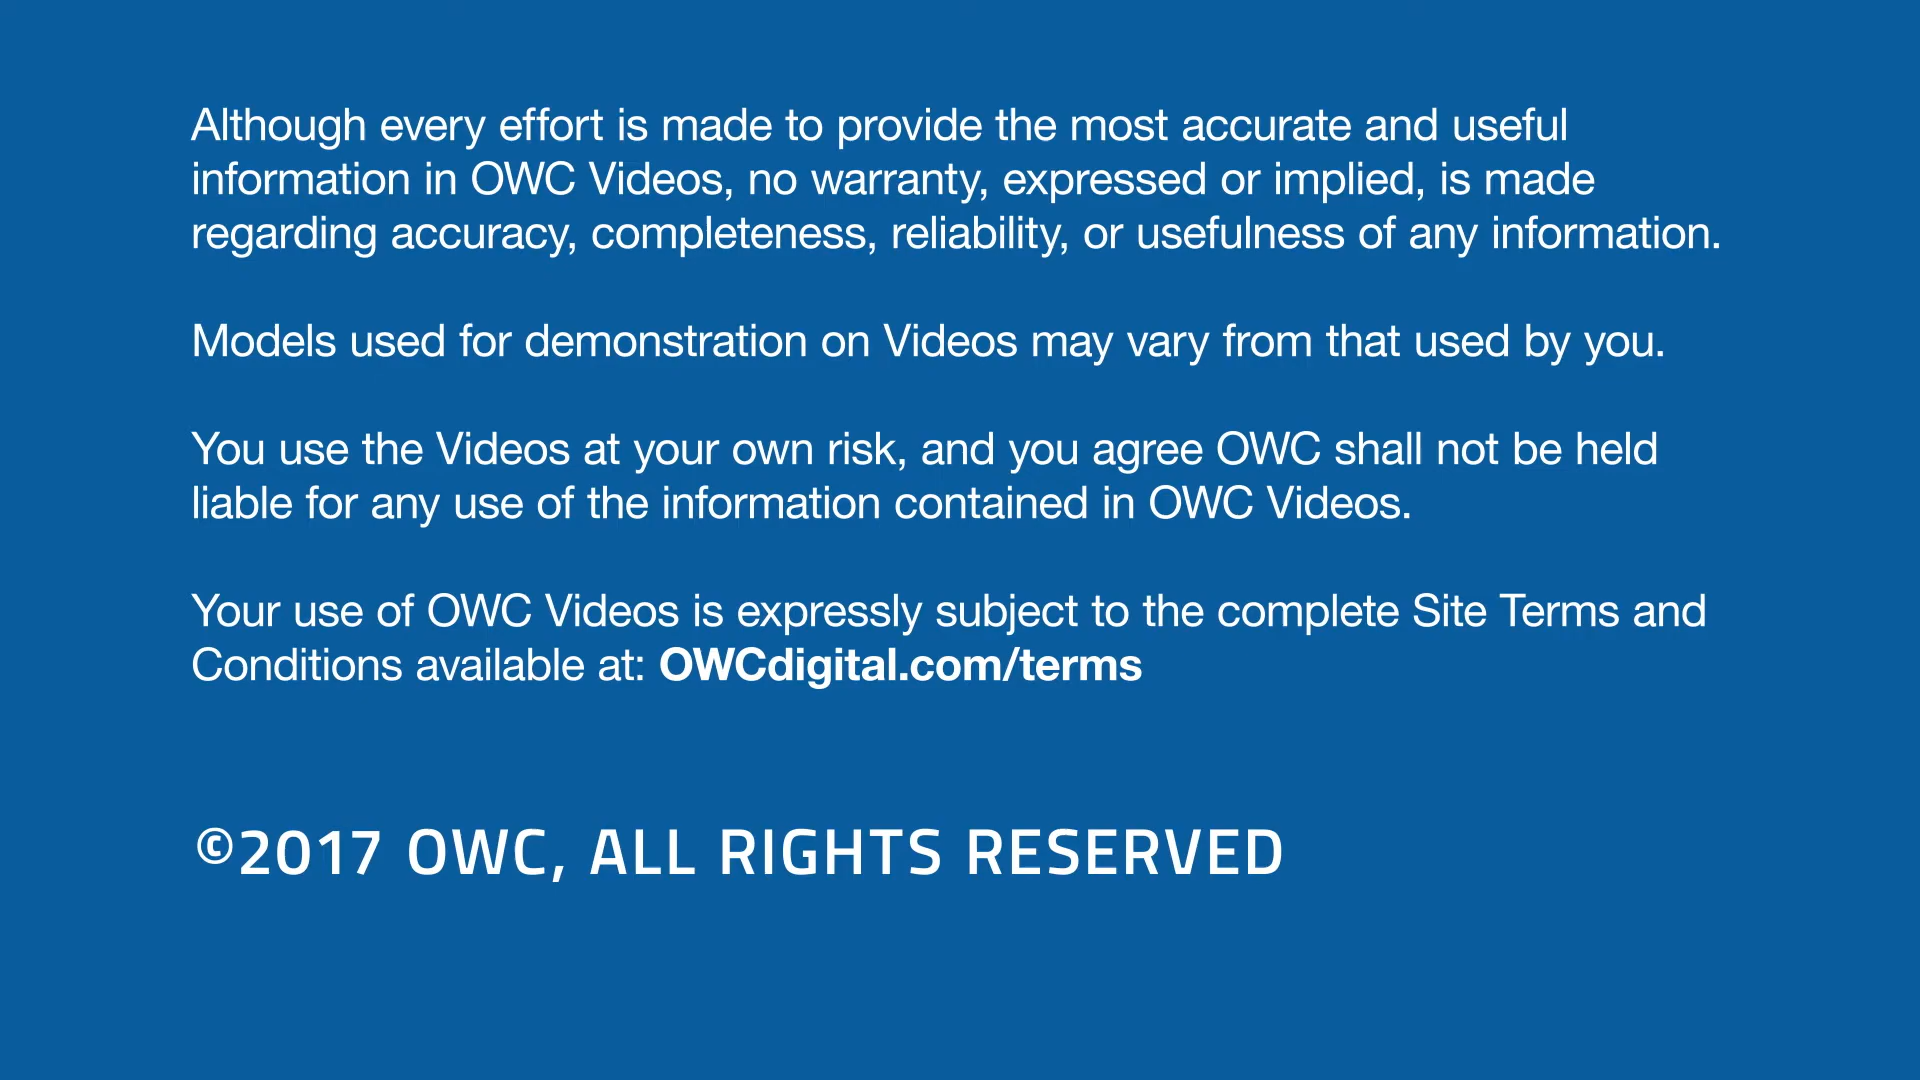 Although every effort is made to provide the most accurate and useful
information in OWC Videos, no warranty, expressed or implied, is made
regarding accuracy, completeness, reliability, or usefulness of any information.
Models used for demonstration on Videos may vary from that used by you.
You use the Videos at your own risk, and you agree OWC shall not be held
liable for any use of the information contained in OWC Videos.
Your use of OWC Videos is expressly subject to the complete Site Terms and
Conditions available at: OWCdigital.com/terms
©2017 OWC, ALL RIGHTS RESERVED